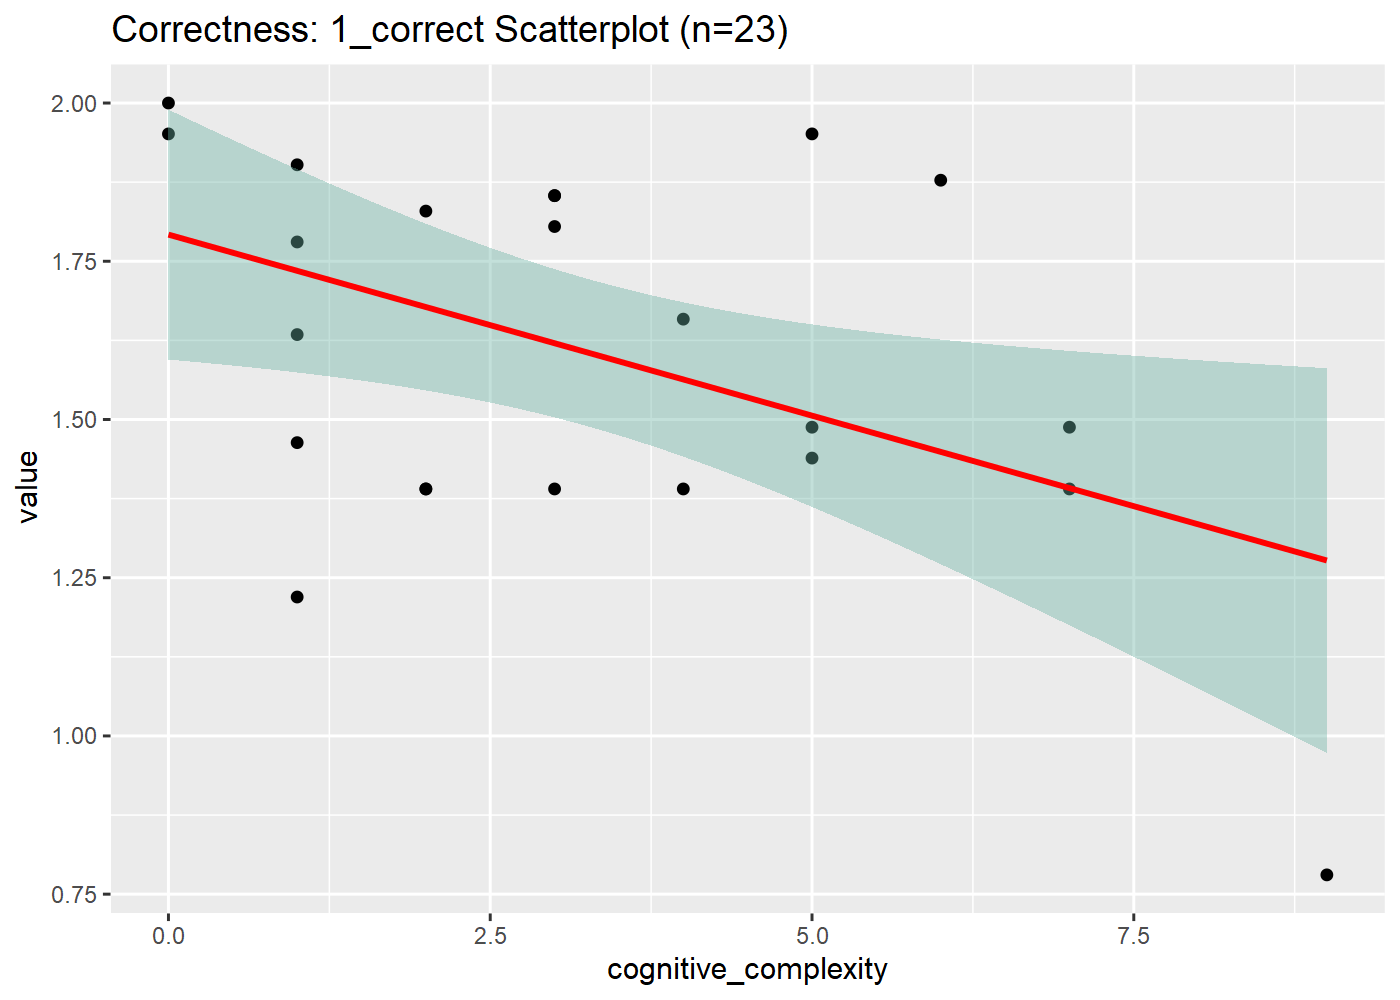 Correctness: 1_correct Scatterplot (n=23)
value
2.00
1.75
1.50
1.25
1.00
0.75
0.0 2.5 5.0 7.5
cognitive_complexity